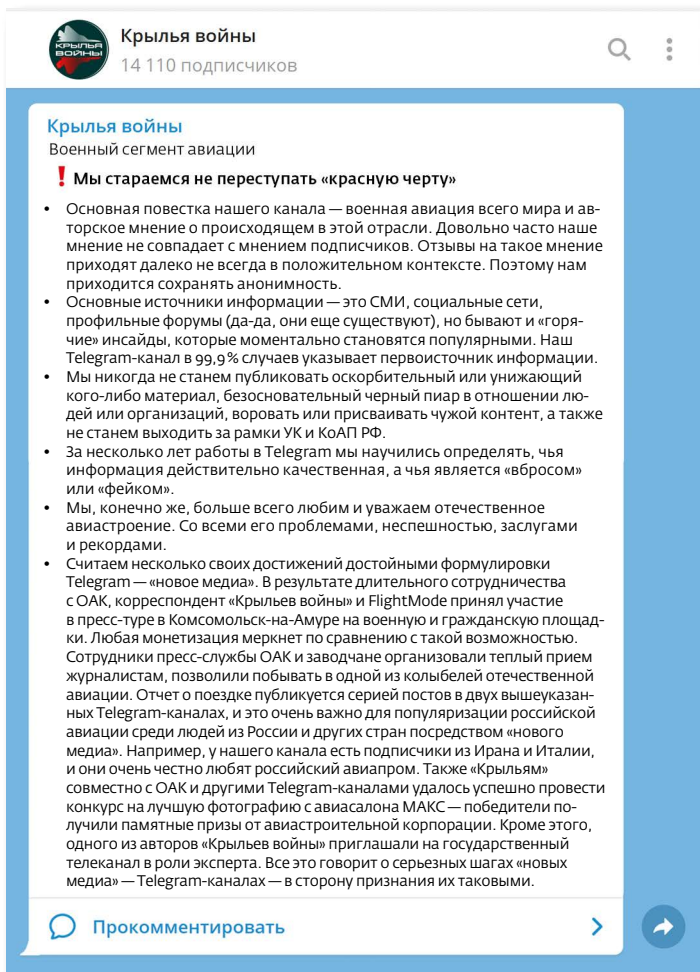 КРЫЛЬЯ
ВОЙНЫ
Крылья войны
14 110 подписчиков
Крылья войны
Военный сегмент авиации
❗ Мы стараемся не переступать «красную черту»
• Основная повестка нашего канала — военная авиация всего мира и ав-
торское мнение о происходящем в этой отрасли. Довольно часто наше
мнение не совпадает с мнением подписчиков. Отзывы на такое мнение
приходят далеко не всегда в положительном контексте. Поэтому нам
приходится сохранять анонимность.
• Основные источники информации — это СМИ, социальные сети,
профильные форумы (да-да, они еще существуют), но бывают и «горя-
чие» инсайды, которые моментально становятся популярными. Наш
Telegram-канал в 99,9% случаев указывает первоисточник информации.
• Мы никогда не станем публиковать оскорбительный или унижающий
кого-либо материал, безосновательный черный пиар в отношении лю-
дей или организаций, воровать или присваивать чужой контент, а также
не станем выходить за рамки УК и КоАП РФ.
• За несколько лет работы в Telegram мы научились определять, чья
информация действительно качественная, а чья является «вбросом»
или «фейком».
• Мы, конечно же, больше всего любим и уважаем отечественное
авиастроение. Со всеми его проблемами, неспешностью, заслугами
и рекордами.
• Считаем несколько своих достижений достойными формулировки
Telegram — «новое медиа». В результате длительного сотрудничества
с ОАК, корреспондент «Крыльев войны» и FlightMode принял участие
в пресс-туре в Комсомольск-на-Амуре на военную и гражданскую площад-
ки. Любая монетизация меркнет по сравнению с такой возможностью.
Сотрудники пресс-службы ОАК и заводчане организовали теплый прием
журналистам, позволили побывать в одной из колыбелей отечественной
авиации. Отчет о поездке публикуется серией постов в двух вышеуказан-
ных Telegram-каналах, и это очень важно для популяризации российской
авиации среди людей из России и других стран посредством «нового
медиа». Например, у нашего канала есть подписчики из Ирана и Италии,
и они очень честно любят российский авиапром. Также «Крыльям»
совместно с ОАК и другими Telegram-каналами удалось успешно провести
конкурс на лучшую фотографию с авиасалона МАКС — победители по-
лучили памятные призы от авиастроительной корпорации. Кроме этого,
одного из авторов «Крыльев войны» приглашали на государственный
телеканал в роли эксперта. Все это говорит о серьезных шагах «новых
медиа» — Telegram-каналах — в сторону признания их таковыми.
Прокомментировать